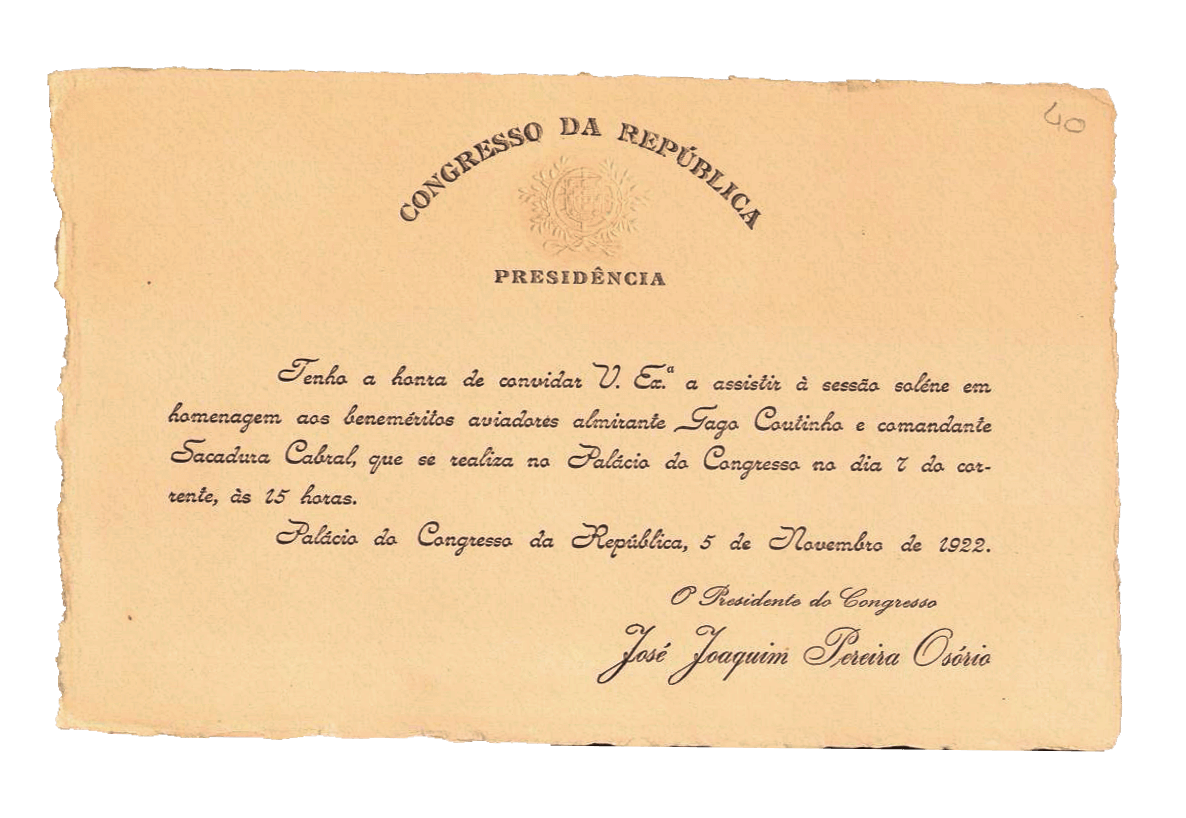 40
CONGRESSO DA REPÚBLICA
PRESIDÊNCIA
Tenho a honra de convidar V. Ex.ª a assistir à sessão soléne em
homenagem aos beneméritos aviadores almirante Gago Coutinho e comandante
Sacadura Cabral, que se realiza no Palácio do Congresso no dia 7 do cor-
rente, às 15 horas.
Palácio do Congresso da República, 5 de Novembro de 1922.
O Presidente do Congresso
José Joaquim Pereira Osório